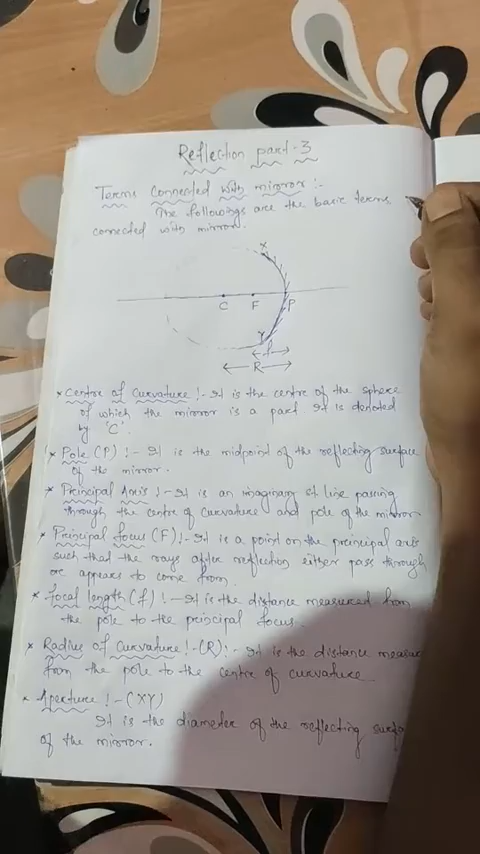 Reflection part-3
Terms Connected with mirror :-
The followings are the basic terms
connected with mirror.
X
C F P
Y
f
R
* Centre of Curvature :- It is the centre of the sphere
of which the mirror is a part It is denoted
by 'C'.
* Pole (P) :- It is the midpoint of the reflecting surface
of the mirror.
* Principal Axis :- It is an imaginary st line passing
through the centre of curvature and pole of the mirror
* Principal focus (F) :- It is a point on the principal axis
such that the rays after reflection either pass through
or appears to come from.
* Focal length (f) :- It is the distance measured from
the pole to the principal focus.
* Radius of Curvature :- (R) :- It is the distance measure
from the pole to the centre of curvature.
* Aperture :- (XY)
It is the diameter of the reflecting surfa
of the mirror.